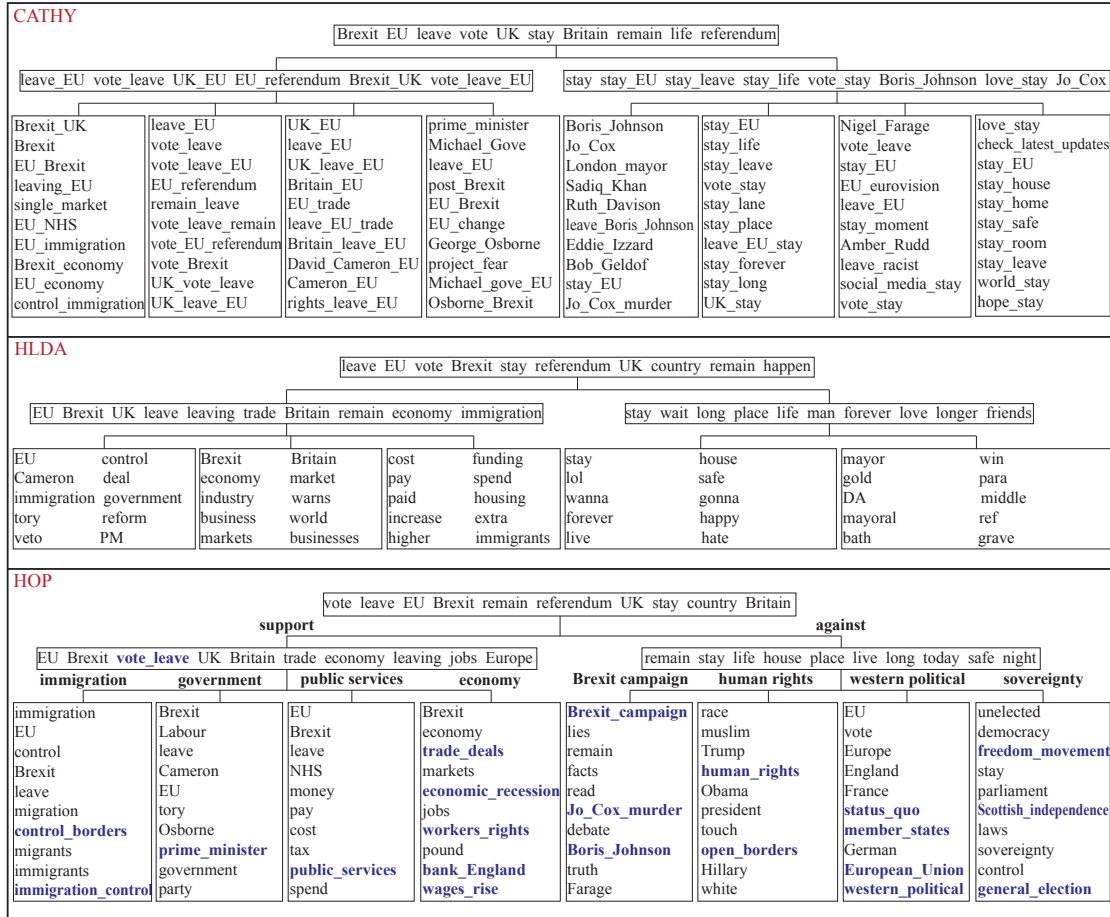 CATHY
Brexit EU leave vote UK stay Britain remain life referendum
leave_EU vote_leave UK_EU EU_referendum Brexit_UK vote_leave_EU
stay stay_EU stay_leave stay_life vote_stay Boris_Johnson love_stay Jo_Cox
Brexit_UK
Brexit
EU_Brexit
leaving_EU
single_market
EU_NHS
EU_immigration
Brexit_economy
EU_economy
control_immigration
leave_EU
vote_leave
vote_leave_EU
EU_referendum
remain_leave
vote_leave_remain
vote_EU_referendum
vote_Brexit
UK_vote_leave
UK_leave_EU
UK_EU
leave_EU
UK_leave_EU
Britain_EU
EU_trade
leave_EU_trade
Britain_leave_EU
David_Cameron_EU
Cameron_EU
rights_leave_EU
prime_minister
Michael_Gove
leave_EU
post_Brexit
EU_Brexit
EU_change
George_Osborne
project_fear
Michael_gove_EU
Osborne_Brexit
Boris_Johnson
Jo_Cox
London_mayor
Sadiq_Khan
Ruth_Davison
leave_Boris_Johnson
Eddie_Izzard
Bob_Geldof
stay_EU
Jo_Cox_murder
stay_EU
stay_life
stay_leave
vote_stay
stay_lane
stay_place
leave_EU_stay
stay_forever
stay_long
UK_stay
Nigel_Farage
vote_leave
stay_EU
EU_eurovision
leave_EU
stay_moment
Amber_Rudd
leave_racist
social_media_stay
vote_stay
love_stay
check_latest_updates
stay_EU
stay_house
stay_home
stay_safe
stay_room
stay_leave
world_stay
hope_stay
HLDA
leave EU vote Brexit stay referendum UK country remain happen
EU Brexit UK leave leaving trade Britain remain economy immigration
stay wait long place life man forever love longer friends
EU control
Cameron deal
immigration government
tory reform
veto PM
Brexit Britain
economy market
industry warns
business world
markets businesses
cost funding
pay spend
paid housing
increase extra
higher immigrants
stay house
lol safe
wanna gonna
forever happy
live hate
mayor win
gold para
DA middle
mayoral ref
bath grave
HOP
vote leave EU Brexit remain referendum UK stay country Britain
support against
EU Brexit vote_leave UK Britain trade economy leaving jobs Europe
remain stay life house place live long today safe night
immigration government public services economy Brexit campaign human rights western political sovereignty
immigration
EU
control
Brexit
leave
migration
control_borders
migrants
immigrants
immigration_control
Brexit
Labour
leave
Cameron
EU
tory
Osborne
prime_minister
government
party
EU
Brexit
leave
NHS
money
pay
cost
tax
public_services
spend
Brexit
economy
trade_deals
markets
economic_recession
jobs
workers_rights
pound
bank_England
wages_rise
Brexit_campaign
lies
remain
facts
read
Jo_Cox_murder
debate
Boris_Johnson
truth
Farage
race
muslim
Trump
human_rights
Obama
president
touch
open_borders
Hillary
white
EU
vote
Europe
England
France
status_quo
member_states
German
European_Union
western_political
unelected
democracy
freedom_movement
stay
parliament
Scottish_independence
laws
sovereignty
control
general_election